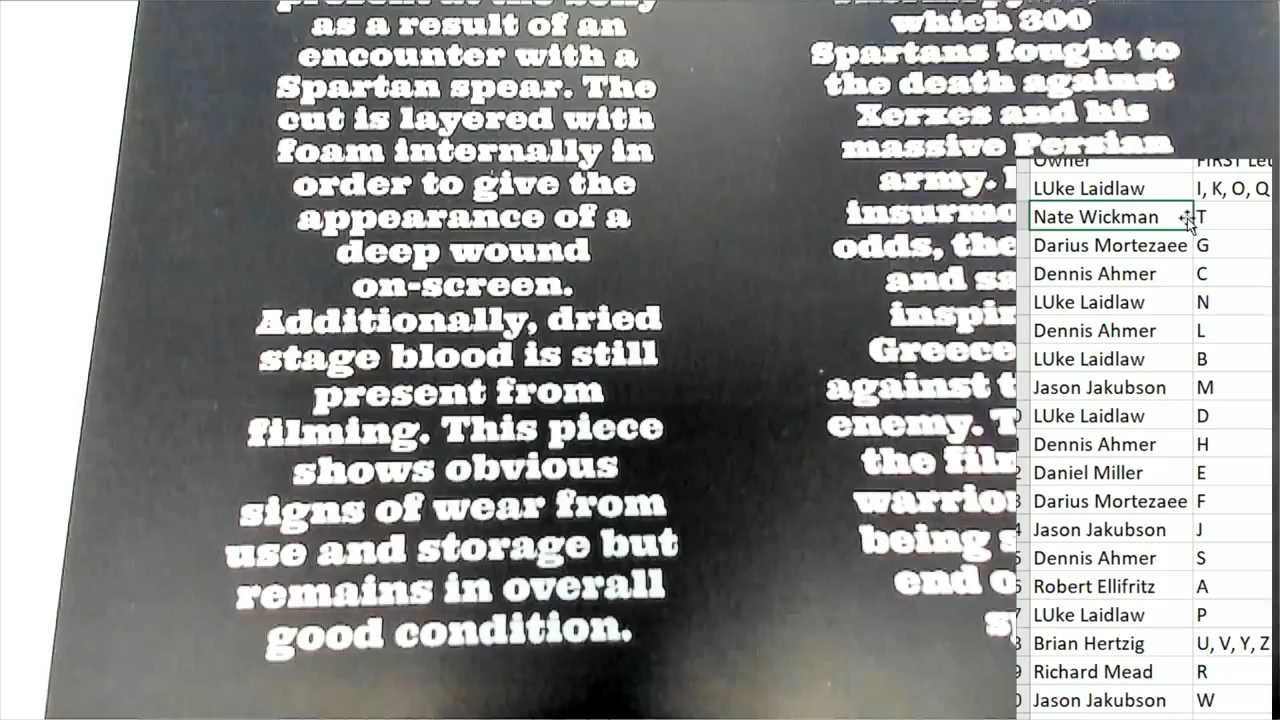 as a result of an
encounter with a
Spartan spear. The
cut is layered with
foam internally in
order to give the
appearance of a
deep wound
on-screen.
Additionally, dried
stage blood is still
present from
filming. This piece
shows obvious
signs of wear from
use and storage but
remains in overall
good condition.
which 300
Spartans fought to
the death against
Xerxes and his
massive Persian
army.
odds, the
and
Greece
against
enemy.
the
being
end
Owner
LUke Laidlaw I, K, O, Q
Nate Wickman T
Darius Mortezaee G
Dennis Ahmer C
LUke Laidlaw N
Dennis Ahmer L
LUke Laidlaw B
Jason Jakubson M
LUke Laidlaw D
Dennis Ahmer H
Daniel Miller E
Darius Mortezaee F
Jason Jakubson J
Dennis Ahmer S
Robert Ellifritz A
LUke Laidlaw P
Brian Hertzig U, V, Y, Z
Richard Mead R
Jason Jakubson W